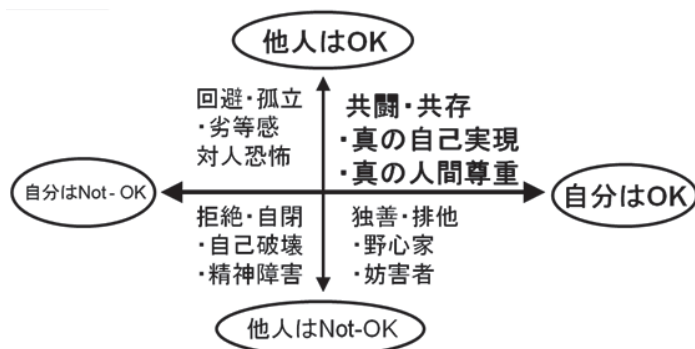 他人はOK
回避・孤立
・劣等感
対人恐怖
共闘・共存
・真の自己実現
・真の人間尊重
自分はNot-OK
自分はOK
拒絶・自閉
・自己破壊
・精神障害
独善・排他
・野心家
・妨害者
他人はNot-OK